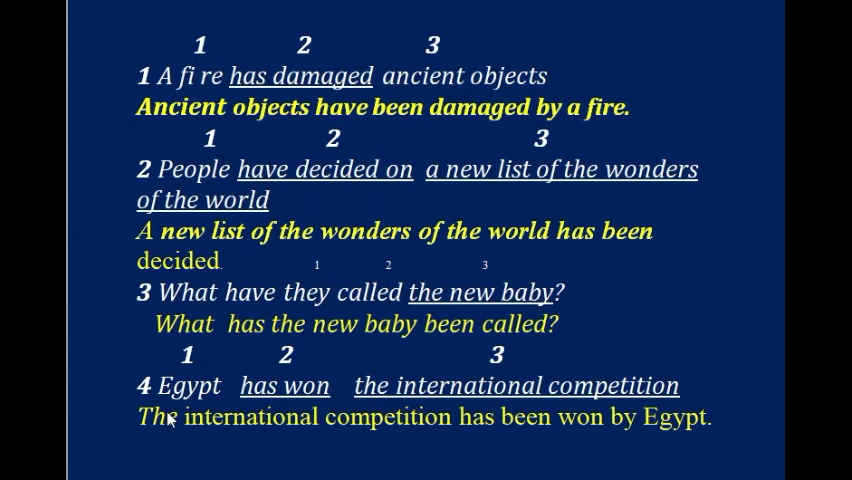 1 2 3
1 A fi re has damaged ancient objects
Ancient objects have been damaged by a fire.
1 2 3
2 People have decided on a new list of the wonders
of the world
A new list of the wonders of the world has been
decided.
1 2 3
3 What have they called the new baby?
What has the new baby been called?
1 2 3
4 Egypt has won the international competition
The international competition has been won by Egypt.